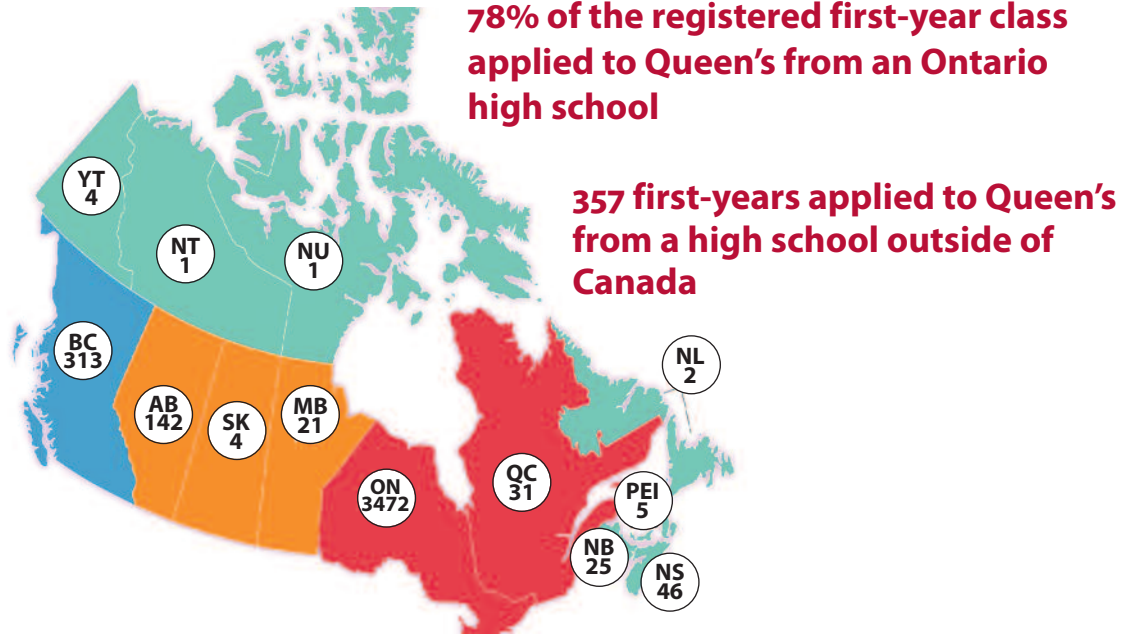 78% of the registered first-year class
applied to Queen’s from an Ontario
high school
357 first-years applied to Queen’s
from a high school outside of
Canada
YT
4
NT
1
NU
1
BC
313
AB
142
SK
4
MB
21
ON
3472
QC
31
NL
2
PEI
5
NB
25
NS
46